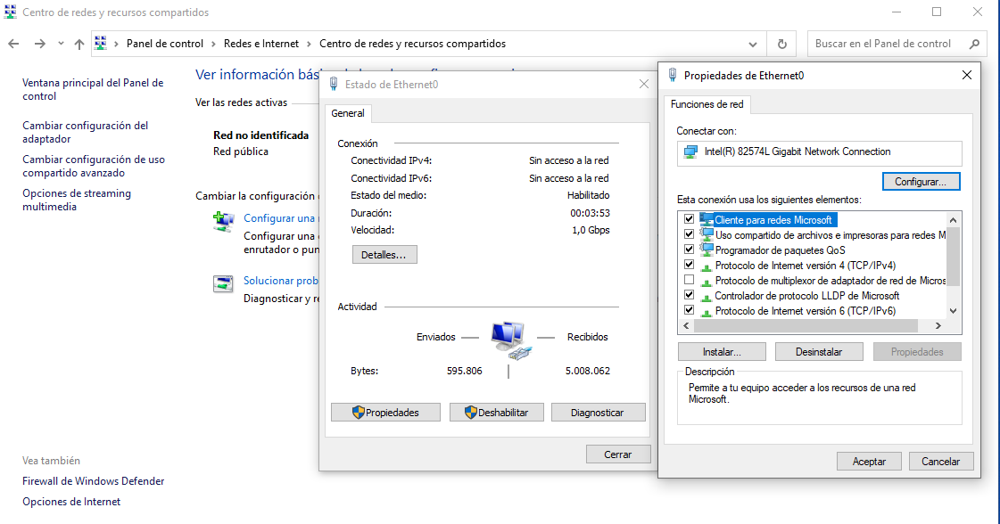 Centro de redes y recursos compartidos
Panel de control > Redes e Internet > Centro de redes y recursos compartidos
Buscar en el Panel de control
Ventana principal del Panel de
control
Cambiar configuración del
adaptador
Cambiar configuración de uso
compartido avanzado
Opciones de streaming
multimedia
Vea también
Firewall de Windows Defender
Opciones de Internet
Ver información bás
Ver las redes activas
Red no identificada
Red pública
Cambiar la configuración
Configurar una
Configurar una
enrutador o pun
Solucionar prob
Diagnosticar y re
Estado de Ethernet0
General
Conexión
Conectividad IPv4: Sin acceso a la red
Conectividad IPv6: Sin acceso a la red
Estado del medio: Habilitado
Duración: 00:03:53
Velocidad: 1,0 Gbps
Detalles...
Actividad
Enviados Recibidos
Bytes: 595.806 5.008.062
Propiedades Deshabilitar Diagnosticar
Cerrar
Propiedades de Ethernet0
Funciones de red
Conectar con:
Intel(R) 82574L Gigabit Network Connection
Configurar...
Esta conexión usa los siguientes elementos:
Cliente para redes Microsoft
Uso compartido de archivos e impresoras para redes M
Programador de paquetes QoS
Protocolo de Internet versión 4 (TCP/IPv4)
Protocolo de multiplexor de adaptador de red de Micros
Controlador de protocolo LLDP de Microsoft
Protocolo de Internet versión 6 (TCP/IPv6)
Instalar... Desinstalar Propiedades
Descripción
Permite a tu equipo acceder a los recursos de una red
Microsoft.
Aceptar Cancelar